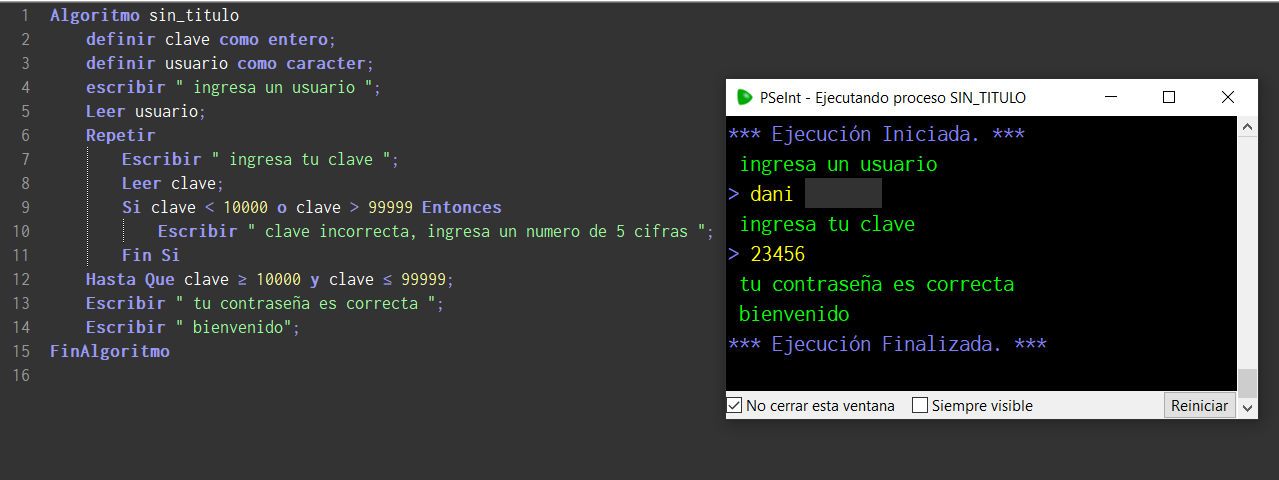 1 Algoritmo sin_titulo
2 definir clave como entero;
3 definir usuario como caracter;
4 escribir " ingresa un usuario ";
5 Leer usuario;
6 Repetir
7 Escribir " ingresa tu clave ";
8 Leer clave;
9 Si clave < 10000 o clave > 99999 Entonces
10 Escribir " clave incorrecta, ingresa un numero de 5 cifras ";
11 Fin Si
12 Hasta Que clave ≥ 10000 y clave ≤ 99999;
13 Escribir " tu contraseña es correcta ";
14 Escribir " bienvenido";
15 FinAlgoritmo
16
PSeInt - Ejecutando proceso SIN_TITULO
*** Ejecución Iniciada. ***
ingresa un usuario
> dani
ingresa tu clave
> 23456
tu contraseña es correcta
bienvenido
*** Ejecución Finalizada. ***
No cerrar esta ventana Siempre visible Reiniciar